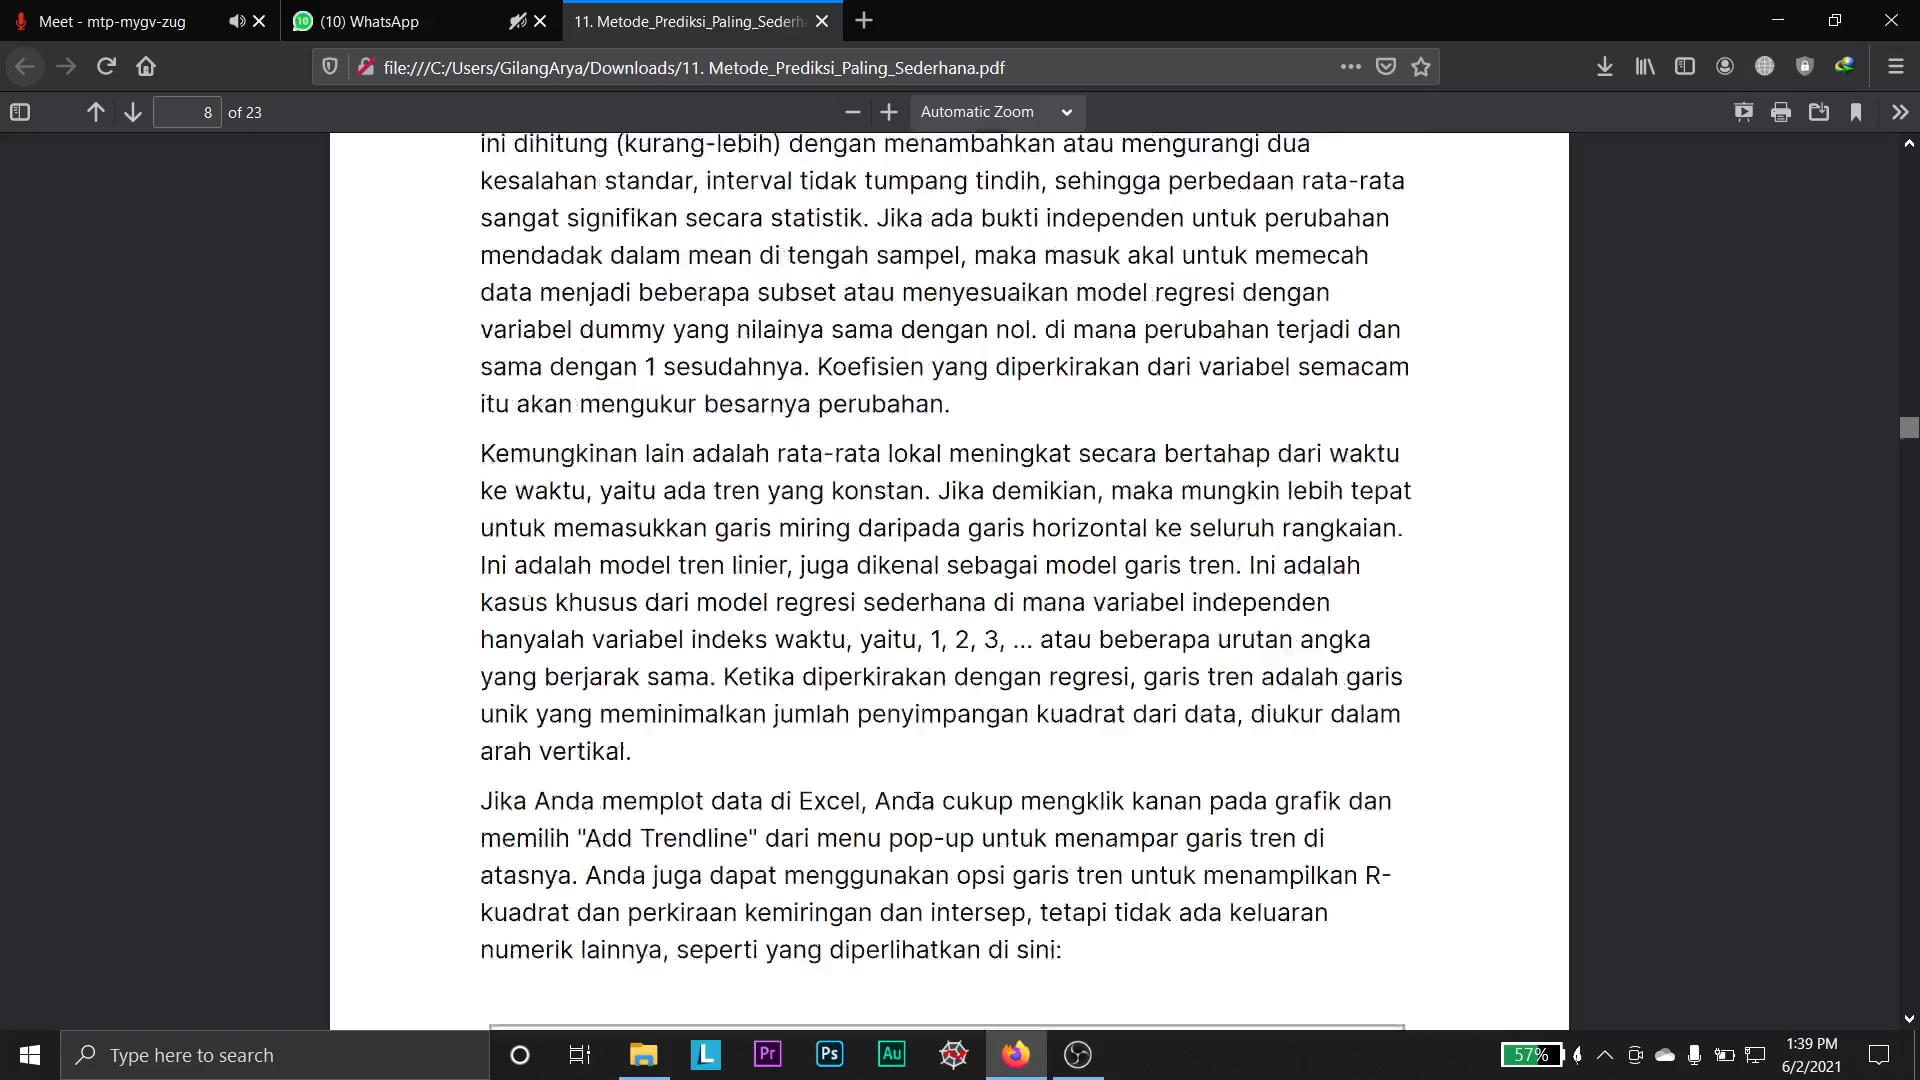 Meet - mtp-mygv-zug
(10) WhatsApp
11. Metode_Prediksi_Paling_Sederh
file:///C:/Users/GilangArya/Downloads/11. Metode_Prediksi_Paling_Sederhana.pdf
8 of 23
Automatic Zoom
ini dihitung (kurang-lebih) dengan menambahkan atau mengurangi dua
kesalahan standar, interval tidak tumpang tindih, sehingga perbedaan rata-rata
sangat signifikan secara statistik. Jika ada bukti independen untuk perubahan
mendadak dalam mean di tengah sampel, maka masuk akal untuk memecah
data menjadi beberapa subset atau menyesuaikan model regresi dengan
variabel dummy yang nilainya sama dengan nol. di mana perubahan terjadi dan
sama dengan 1 sesudahnya. Koefisien yang diperkirakan dari variabel semacam
itu akan mengukur besarnya perubahan.
Kemungkinan lain adalah rata-rata lokal meningkat secara bertahap dari waktu
ke waktu, yaitu ada tren yang konstan. Jika demikian, maka mungkin lebih tepat
untuk memasukkan garis miring daripada garis horizontal ke seluruh rangkaian.
Ini adalah model tren linier, juga dikenal sebagai model garis tren. Ini adalah
kasus khusus dari model regresi sederhana di mana variabel independen
hanyalah variabel indeks waktu, yaitu, 1, 2, 3, ... atau beberapa urutan angka
yang berjarak sama. Ketika diperkirakan dengan regresi, garis tren adalah garis
unik yang meminimalkan jumlah penyimpangan kuadrat dari data, diukur dalam
arah vertikal.
Jika Anda memplot data di Excel, Anda cukup mengklik kanan pada grafik dan
memilih "Add Trendline" dari menu pop-up untuk menampar garis tren di
atasnya. Anda juga dapat menggunakan opsi garis tren untuk menampilkan R-
kuadrat dan perkiraan kemiringan dan intersep, tetapi tidak ada keluaran
numerik lainnya, seperti yang diperlihatkan di sini:
Type here to search
L
Pr
Ps
Au
57%
1:39 PM
6/2/2021